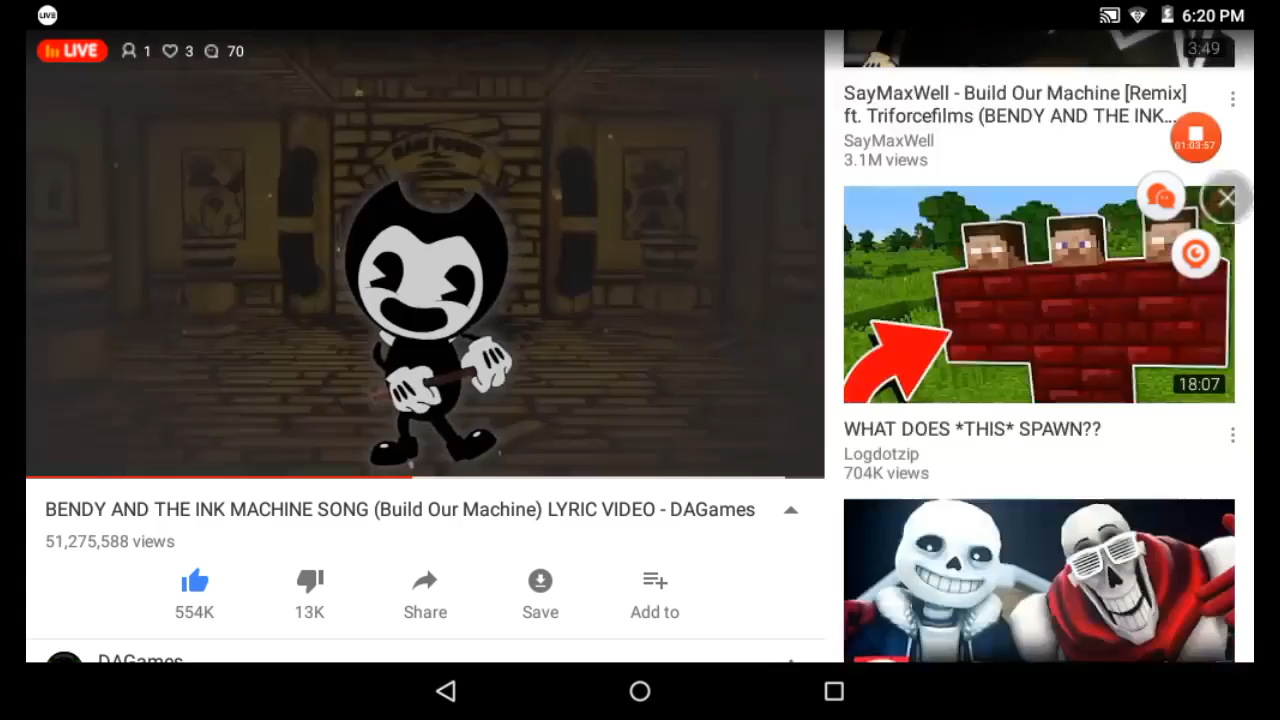 LIVE
6:20 PM
LIVE 1 3 70
BENDY AND THE INK MACHINE SONG (Build Our Machine) LYRIC VIDEO - DAGames
51,275,588 views
554K
13K
Share
Save
Add to
DAGames
3:49
SayMaxWell - Build Our Machine [Remix]
ft. Triforcefilms (BENDY AND THE INK...
SayMaxWell
3.1M views
01:03:57
18:07
WHAT DOES *THIS* SPAWN??
Logdotzip
704K views